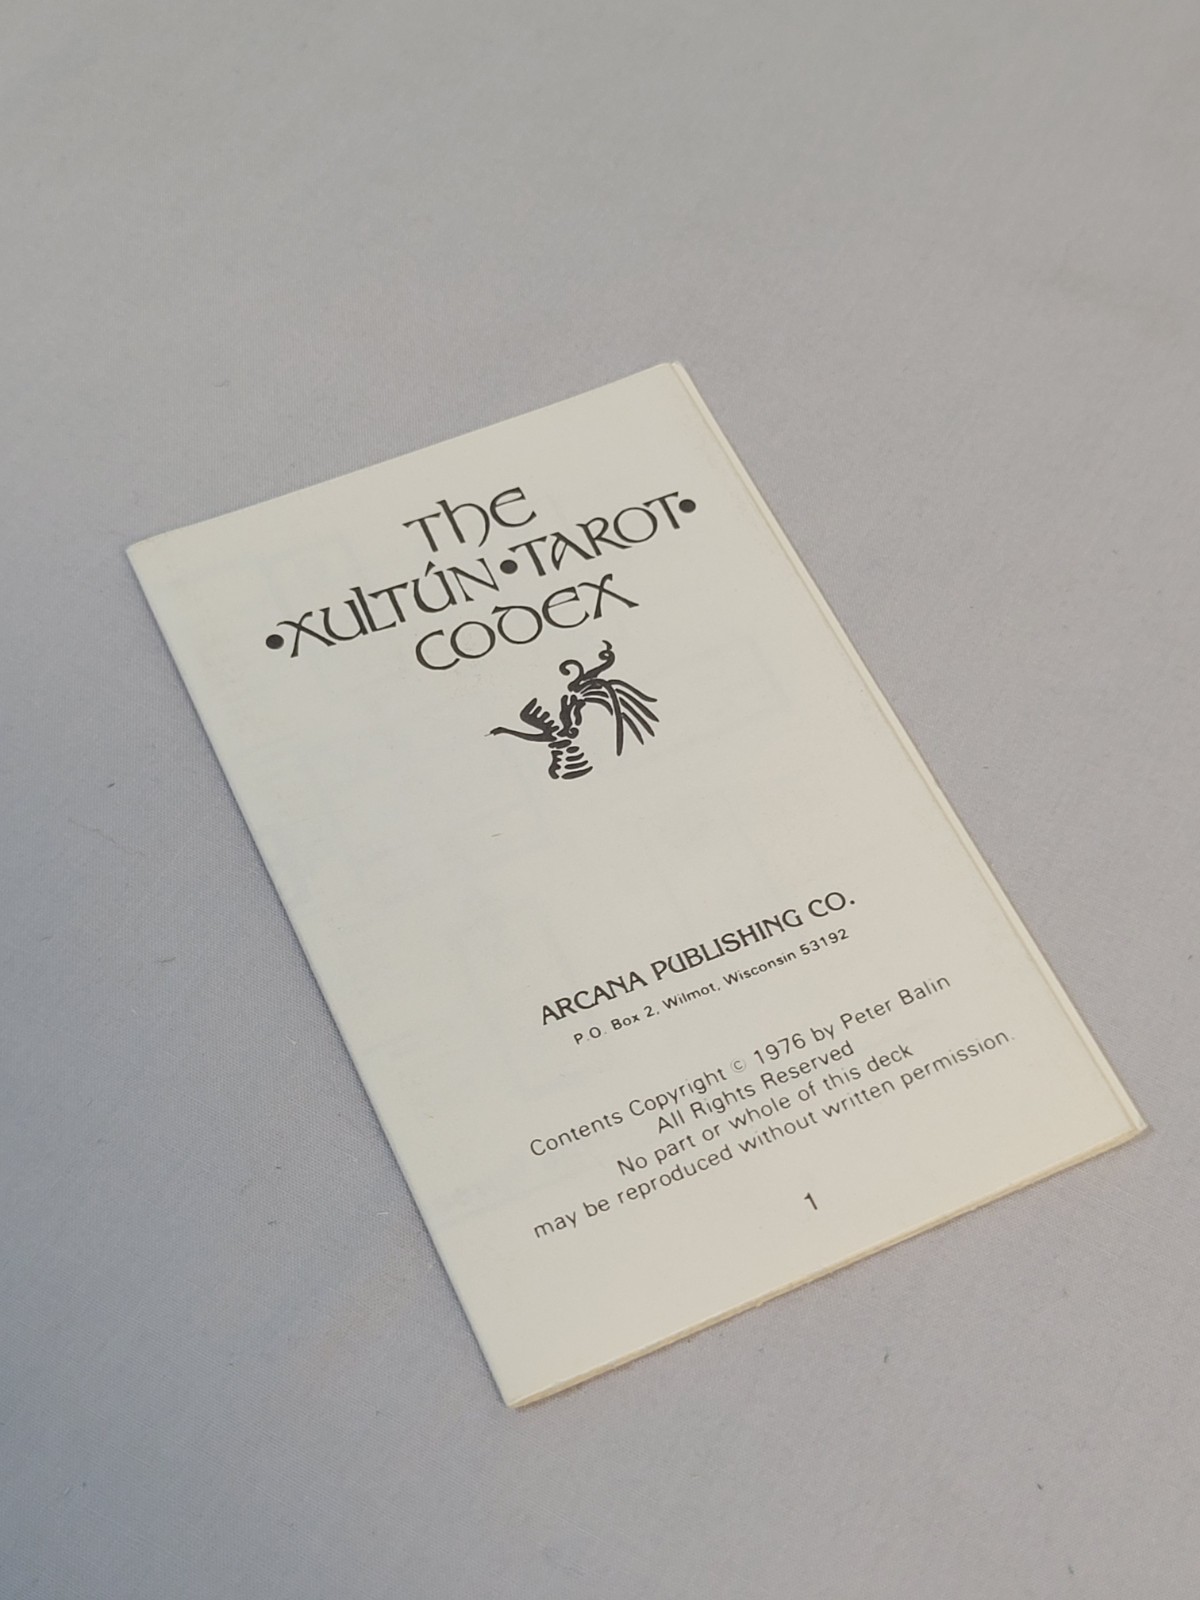 The
•XULTÚN•TAROT•
CODEX
ARCANA PUBLISHING CO.
P.O. Box 2, Wilmot, Wisconsin 53192
Contents Copyright © 1976 by Peter Balin
All Rights Reserved
No part or whole of this deck
may be reproduced without written permission.
1